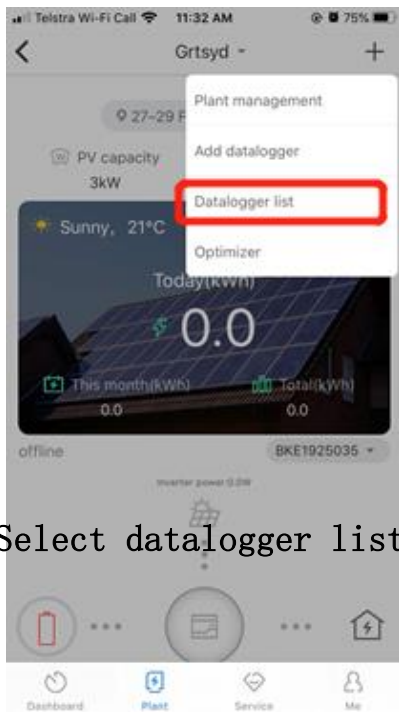 Telstra Wi-Fi Call 11:32 AM 75%
Grtsyd
27-29
Plant management
PV capacity
Add datalogger
3kW
Datalogger list
Sunny, 21°C
Optimizer
Today(kWh)
0.0
This month(kWh) Total(kWh)
0.0 0.0
offline BKE1925035
inverter power 0.0W
Select datalogger list
Dashboard Plant Service Me